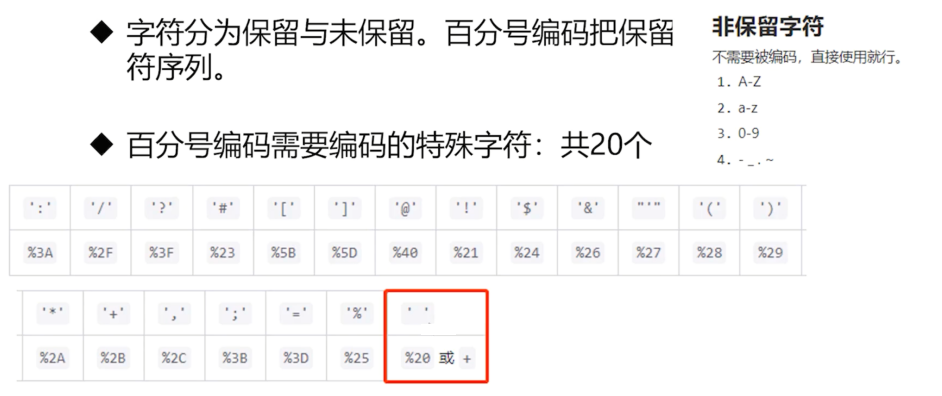 ◆ 字符分为保留与未保留。百分号编码把保留
符序列。
非保留字符
不需要被编码，直接使用就行。
1. A-Z
2. a-z
3. 0-9
4. - _ . ~
◆ 百分号编码需要编码的特殊字符：共20个
':' '/' '?' '#' '[' ']' '@' '!' '$' '&' "'" '(' ')'
%3A %2F %3F %23 %5B %5D %40 %21 %24 %26 %27 %28 %29
'*' '+' ',' ';' '=' '%' ' '
%2A %2B %2C %3B %3D %25 %20 或 +